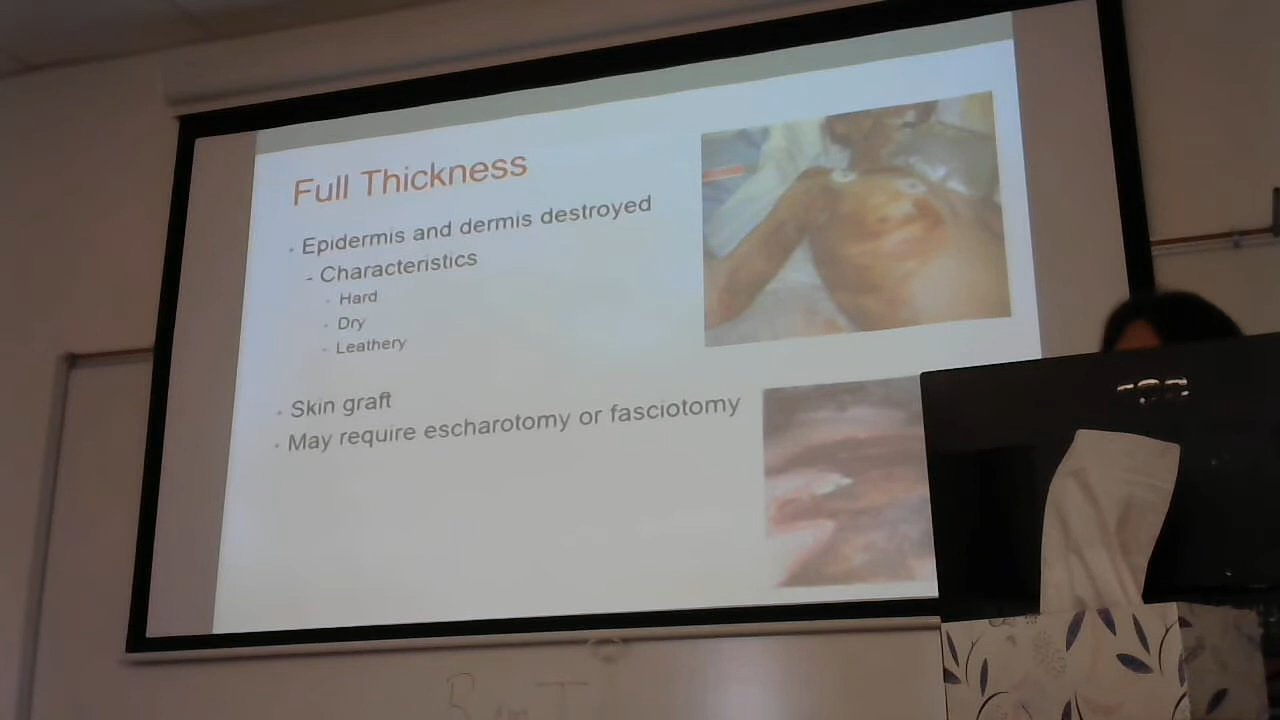 Full Thickness
· Epidermis and dermis destroyed
- Characteristics
· Hard
· Dry
- Leathery
· Skin graft
· May require escharotomy or fasciotomy